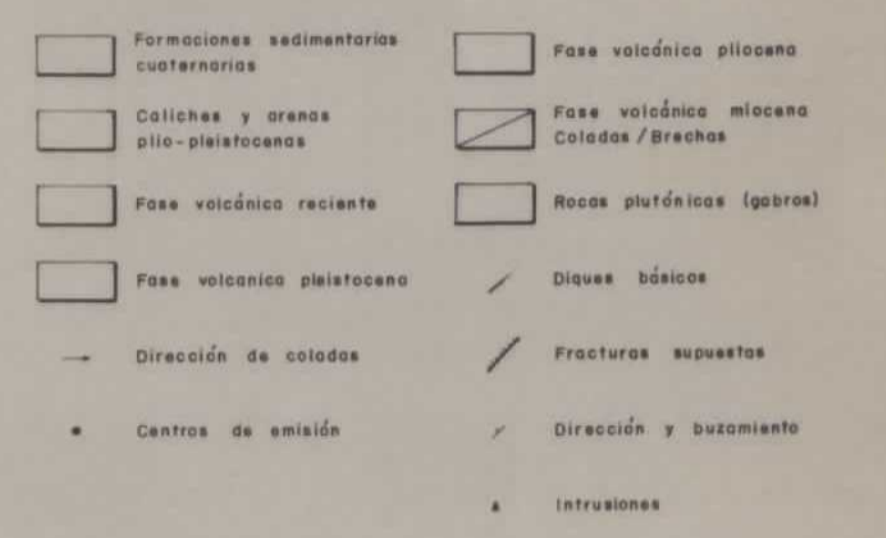 Formaciones sedimentarias
cuaternarias
Caliches y arenas
plio-pleistocenas
Fase volcánica reciente
Fase volcanica pleistocena
Dirección de coladas
Centros de emisión
Fase volcánica pliocena
Fase volcánica miocena
Coladas / Brechas
Rocas plutónicas (gabros)
Diques básicos
Fracturas supuestas
Dirección y buzamiento
Intrusiones